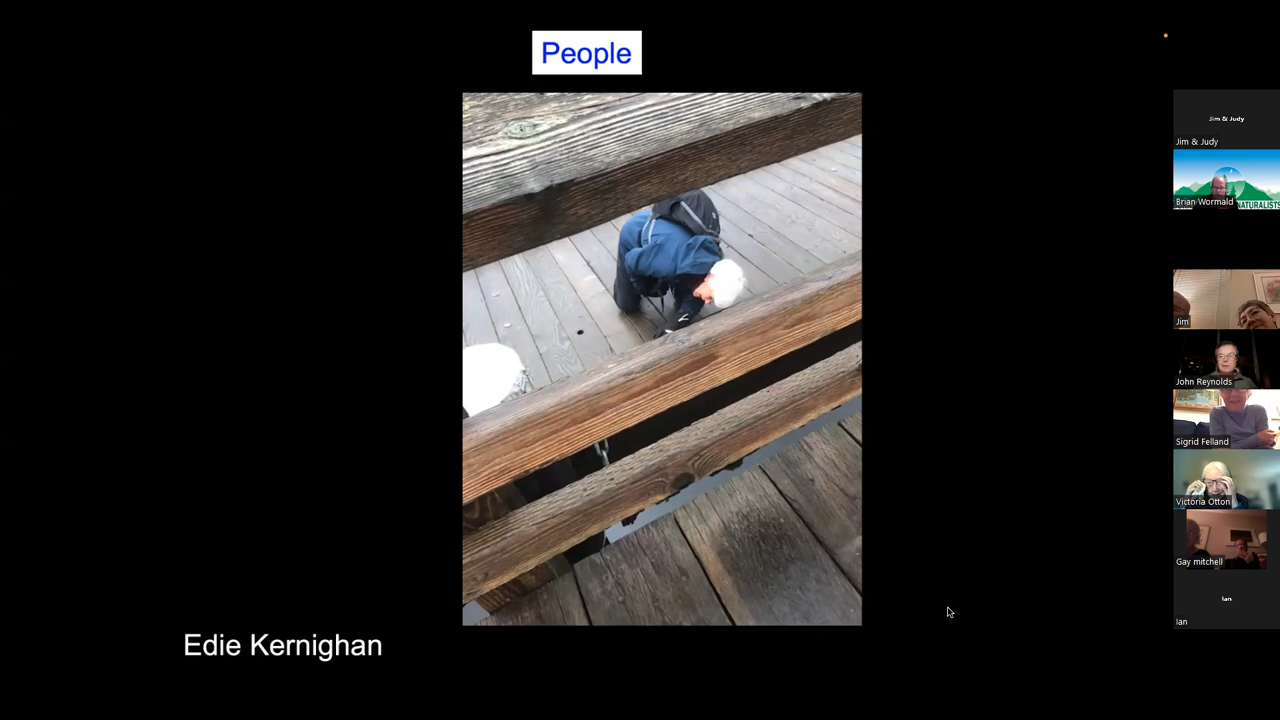 People
Edie Kernighan
Jim & Judy
Jim & Judy
NATURALISTS
Brian Wormald
Jim
John Reynolds
Sigrid Felland
Victoria Otton
Gay mitchell
Ian
Ian